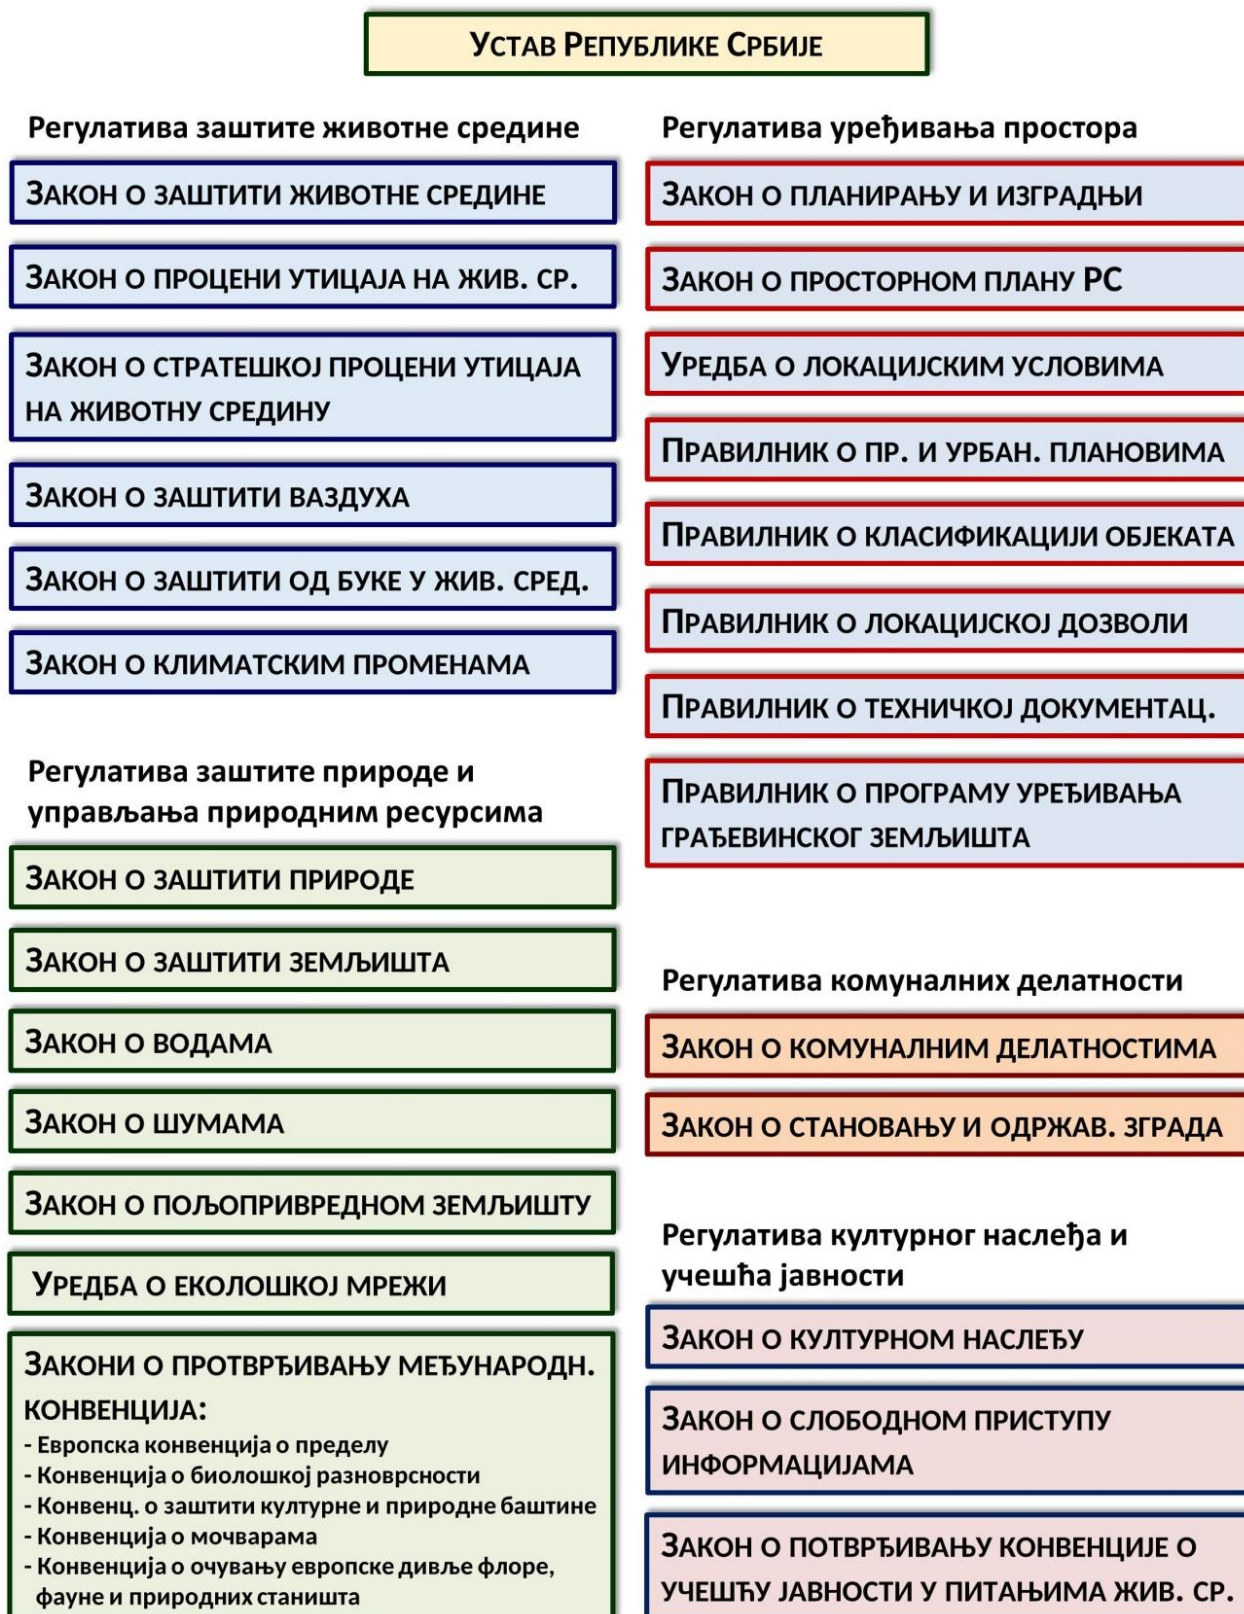 УСТАВ РЕПУБЛИКЕ СРБИЈЕ
Регулатива заштите животне средине
ЗАКОН О ЗАШТИТИ ЖИВОТНЕ СРЕДИНЕ
ЗАКОН О ПРОЦЕНИ УТИЦАЈА НА ЖИВ. СР.
ЗАКОН О СТРАТЕШКОЈ ПРОЦЕНИ УТИЦАЈА
НА ЖИВОТНУ СРЕДИНУ
ЗАКОН О ЗАШТИТИ ВАЗДУХА
ЗАКОН О ЗАШТИТИ ОД БУКЕ У ЖИВ. СРЕД.
ЗАКОН О КЛИМАТСКИМ ПРОМЕНАМА
Регулатива заштите природе и
управљања природним ресурсима
ЗАКОН О ЗАШТИТИ ПРИРОДЕ
ЗАКОН О ЗАШТИТИ ЗЕМЉИШТА
ЗАКОН О ВОДАМА
ЗАКОН О ШУМАМА
ЗАКОН О ПОЉОПРИВРЕДНОМ ЗЕМЉИШТУ
УРЕДБА О ЕКОЛОШКОЈ МРЕЖИ
ЗАКОНИ О ПРОТВРЂИВАЊУ МЕЂУНАРОДН.
КОНВЕНЦИЈА:
- Европска конвенција о пределу
- Конвенција о биолошкој разноврсности
- Конвенц. о заштити културне и природне баштине
- Конвенција о мочварама
- Конвенција о очувању европске дивље флоре,
фауне и природних станишта
Регулатива уређивања простора
ЗАКОН О ПЛАНИРАЊУ И ИЗГРАДЊИ
ЗАКОН О ПРОСТОРНОМ ПЛАНУ РС
УРЕДБА О ЛОКАЦИЈСКИМ УСЛОВИМА
ПРАВИЛНИК О ПР. И УРБАН. ПЛАНОВИМА
ПРАВИЛНИК О КЛАСИФИКАЦИЈИ ОБЈЕКАТА
ПРАВИЛНИК О ЛОКАЦИЈСКОЈ ДОЗВОЛИ
ПРАВИЛНИК О ТЕХНИЧКОЈ ДОКУМЕНТАЦ.
ПРАВИЛНИК О ПРОГРАМУ УРЕЂИВАЊА
ГРАЂЕВИНСКОГ ЗЕМЉИШТА
Регулатива комуналних делатности
ЗАКОН О КОМУНАЛНИМ ДЕЛАТНОСТИМА
ЗАКОН О СТАНОВАЊУ И ОДРЖАВ. ЗГРАДА
Регулатива културног наслеђа и
учешћа јавности
ЗАКОН О КУЛТУРНОМ НАСЛЕЂУ
ЗАКОН О СЛОБОДНОМ ПРИСТУПУ
ИНФОРМАЦИЈАМА
ЗАКОН О ПОТВРЂИВАЊУ КОНВЕНЦИЈЕ О
УЧЕШЋУ ЈАВНОСТИ У ПИТАЊИМА ЖИВ. СР.